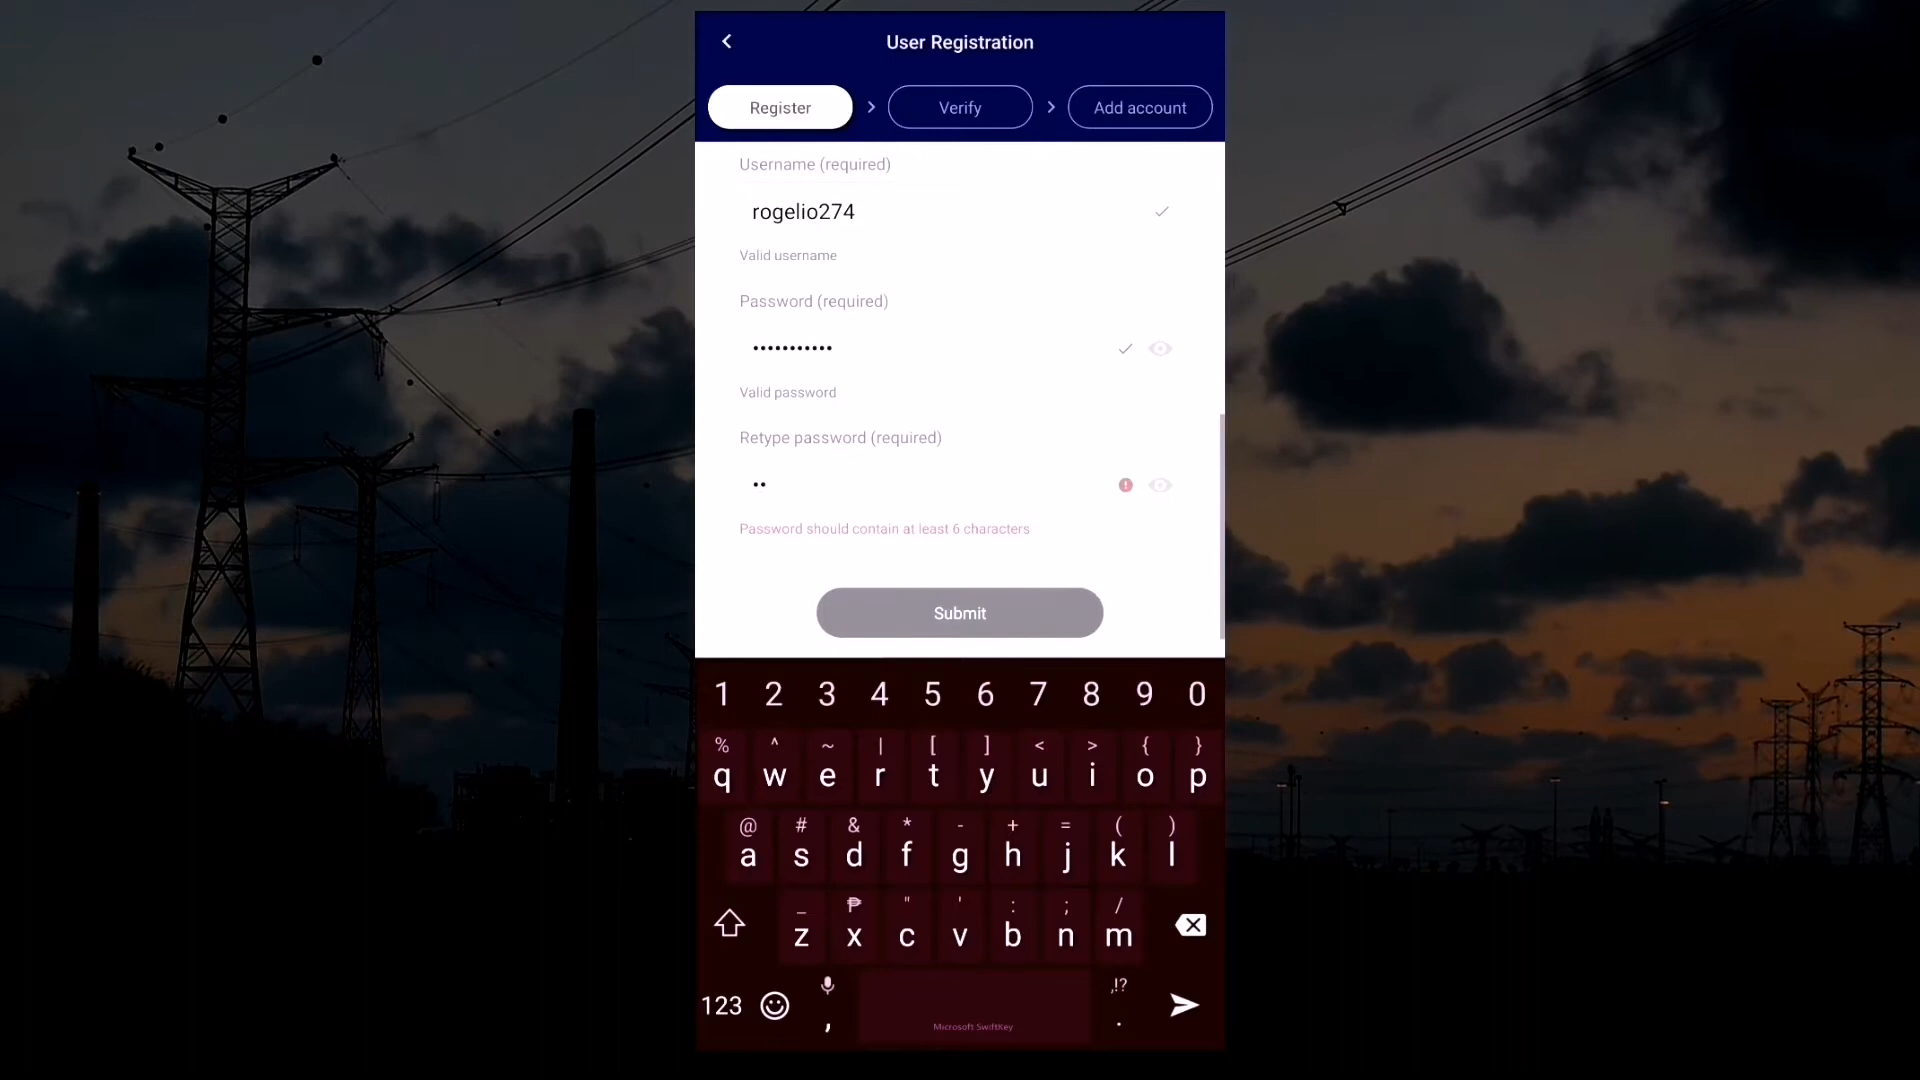 User Registration
Register
Verify
Add account
Username (required)
rogelio274
Valid username
Password (required)
•••••••••••
Valid password
Retype password (required)
••
Password should contain at least 6 characters
Submit
1 2 3 4 5 6 7 8 9 0
% ^ ~ | [ ] < > { }
q w e r t y u i o p
@ # & * - + = ( )
a s d f g h j k l
_ ₱ " ' : ; /
z x c v b n m
,!?
123 , .
Microsoft SwiftKey